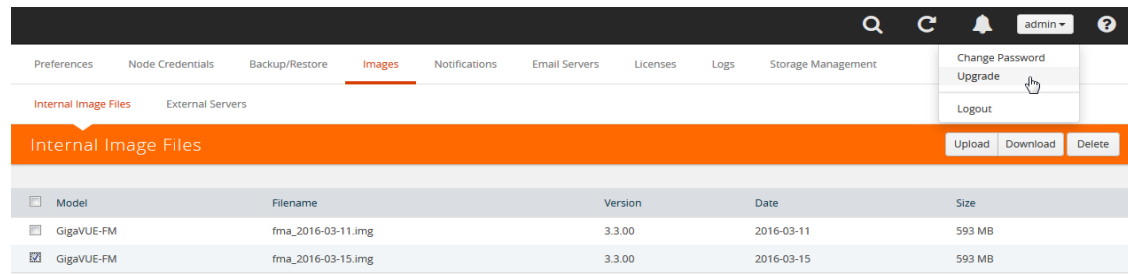 admin
Preferences Node Credentials Backup/Restore Images Notifications Email Servers Licenses Logs Storage Management
Change Password
Upgrade
Logout
Internal Image Files External Servers
Internal Image Files
Upload Download Delete
Model Filename Version Date Size
GigaVUE-FM fma_2016-03-11.img 3.3.00 2016-03-11 593 MB
GigaVUE-FM fma_2016-03-15.img 3.3.00 2016-03-15 593 MB